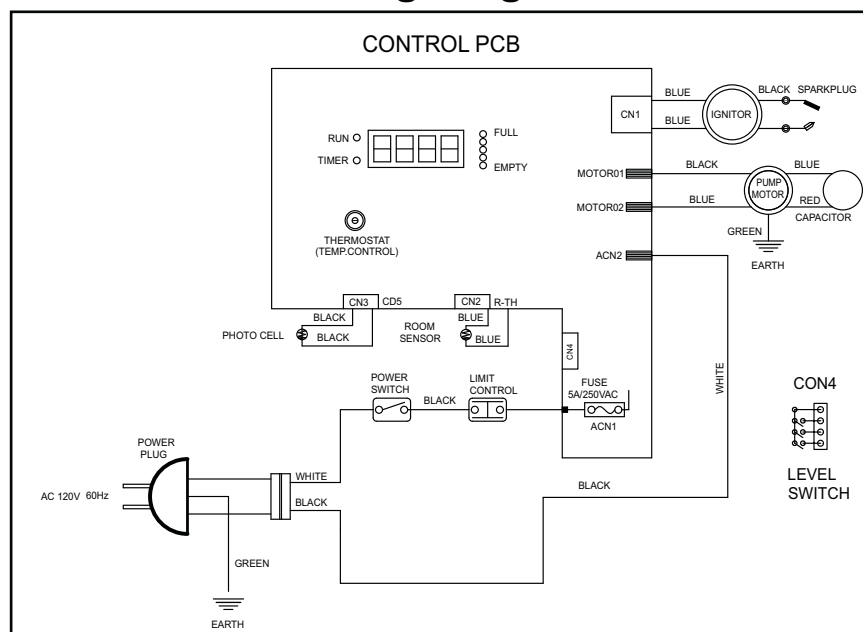 CONTROL PCB
BLUE
BLACK
SPARKPLUG
CN1
IGNITOR
BLUE
RUN
FULL
TIMER
EMPTY
MOTOR01
BLACK
BLUE
PUMP
MOTOR
MOTOR02
BLUE
RED
CAPACITOR
GREEN
EARTH
THERMOSTAT
(TEMP.CONTROL)
ACN2
CN3
CD5
CN2
R-TH
BLACK
BLUE
PHOTO CELL
BLACK
ROOM
SENSOR
BLUE
CN4
WHITE
POWER
SWITCH
BLACK
LIMIT
CONTROL
FUSE
5A/250VAC
ACN1
CON4
LEVEL
SWITCH
POWER
PLUG
AC 120V 60Hz
WHITE
BLACK
BLACK
GREEN
EARTH